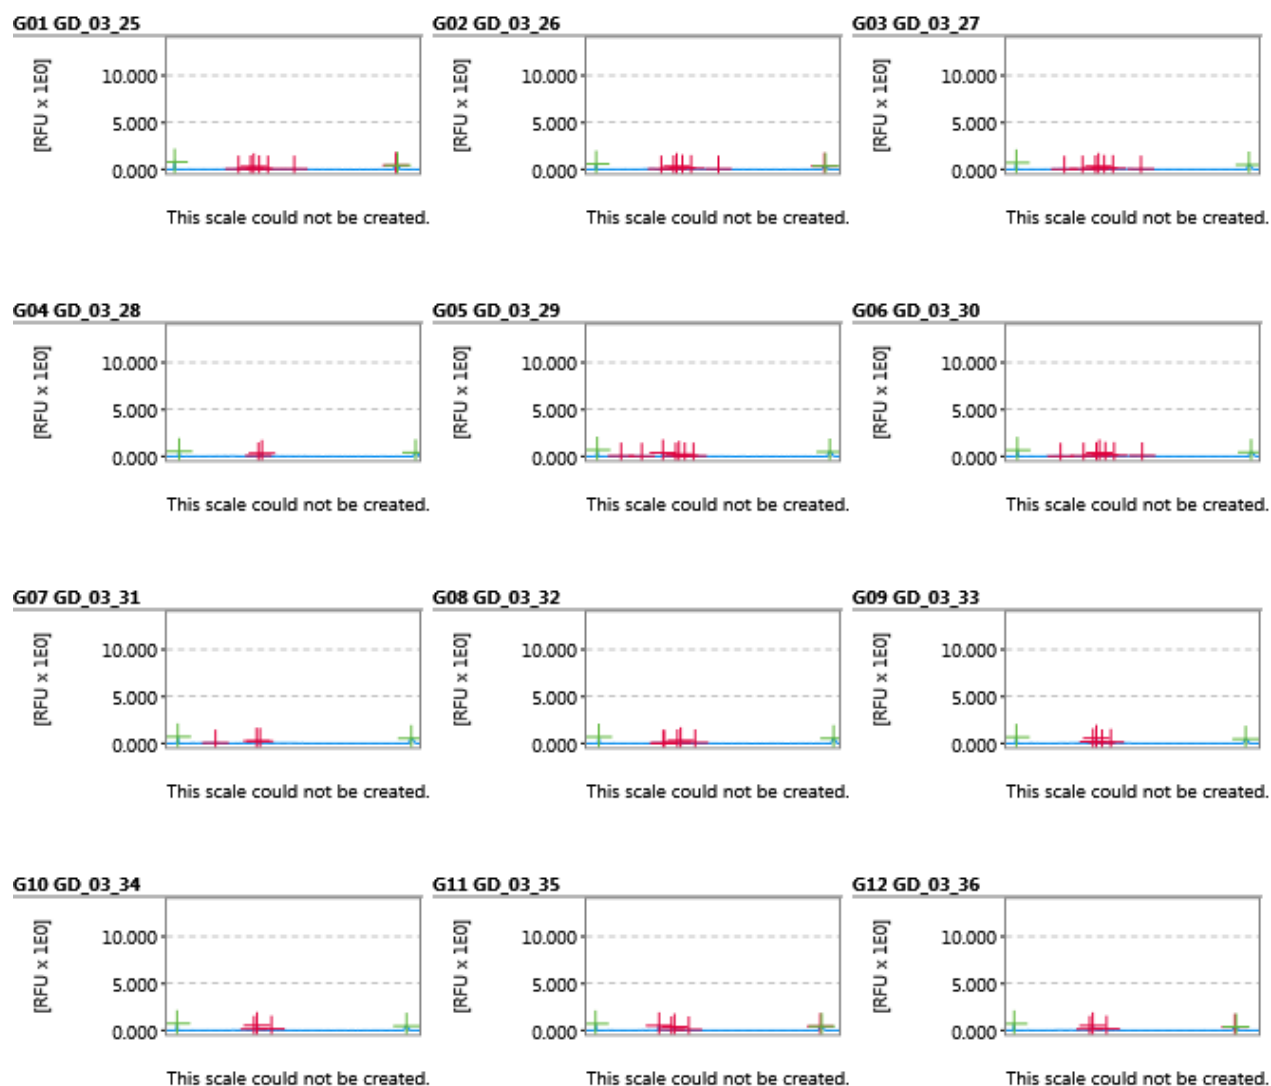 G01 GD_03_25
[RFU x 1E0]
10.000
5.000
0.000
This scale could not be created.
G02 GD_03_26
[RFU x 1E0]
10.000
5.000
0.000
This scale could not be created.
G03 GD_03_27
[RFU x 1E0]
10.000
5.000
0.000
This scale could not be created.
G04 GD_03_28
[RFU x 1E0]
10.000
5.000
0.000
This scale could not be created.
G05 GD_03_29
[RFU x 1E0]
10.000
5.000
0.000
This scale could not be created.
G06 GD_03_30
[RFU x 1E0]
10.000
5.000
0.000
This scale could not be created.
G07 GD_03_31
[RFU x 1E0]
10.000
5.000
0.000
This scale could not be created.
G08 GD_03_32
[RFU x 1E0]
10.000
5.000
0.000
This scale could not be created.
G09 GD_03_33
[RFU x 1E0]
10.000
5.000
0.000
This scale could not be created.
G10 GD_03_34
[RFU x 1E0]
10.000
5.000
0.000
This scale could not be created.
G11 GD_03_35
[RFU x 1E0]
10.000
5.000
0.000
This scale could not be created.
G12 GD_03_36
[RFU x 1E0]
10.000
5.000
0.000
This scale could not be created.